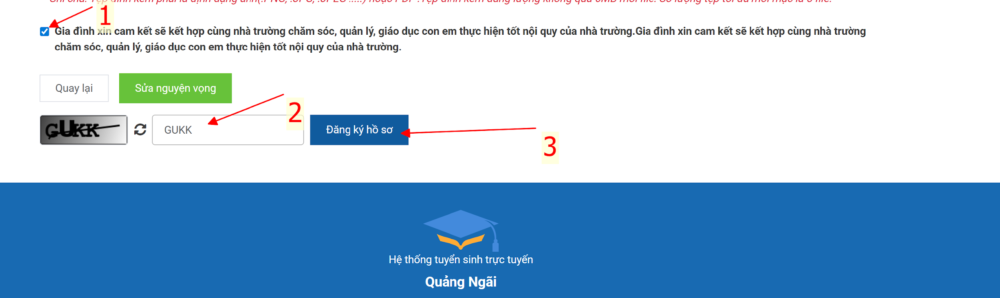 1
Gia đình xin cam kết sẽ kết hợp cùng nhà trường chăm sóc, quản lý, giáo dục con em thực hiện tốt nội quy của nhà trường.Gia đình xin cam kết sẽ kết hợp cùng nhà trường
chăm sóc, quản lý, giáo dục con em thực hiện tốt nội quy của nhà trường.
Quay lại
Sửa nguyện vọng
2
GUKK
GUKK
Đăng ký hồ sơ
3
Hệ thống tuyển sinh trực tuyến
Quảng Ngãi